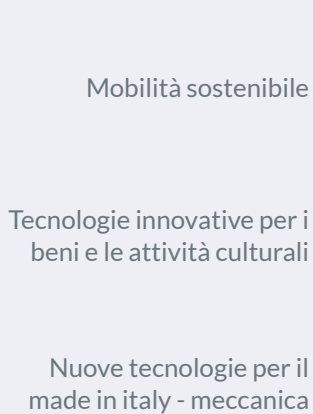 Mobilità sostenibile
Tecnologie innovative per i
beni e le attività culturali
Nuove tecnologie per il
made in italy - meccanica